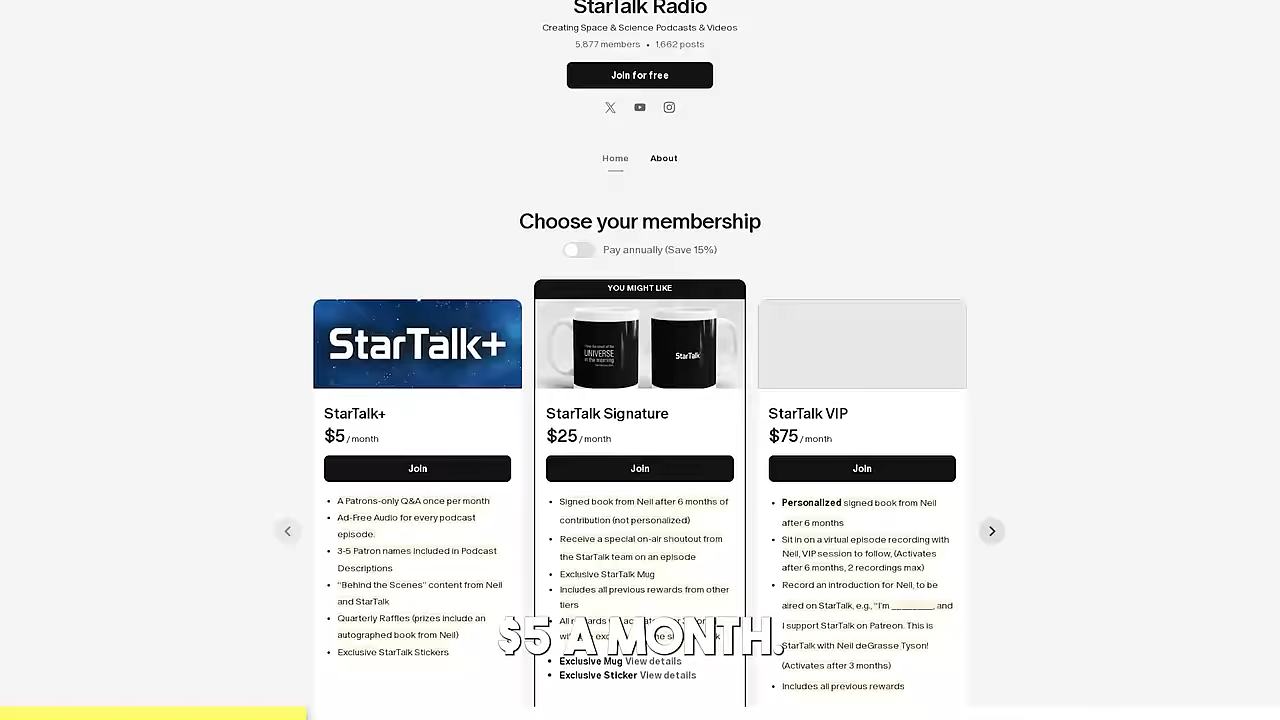 StarTalk Radio
Creating Space & Science Podcasts & Videos
5,877 members • 1,662 posts
Join for free
Home About
Choose your membership
Pay annually (Save 15%)
YOU MIGHT LIKE
StarTalk+
UNIVERSE
in the morning
StarTalk
StarTalk+
$5 / month
Join
• A Patrons-only Q&A once per month
• Ad-Free Audio for every podcast
episode.
• 3-5 Patron names included in Podcast
Descriptions
• “Behind the Scenes” content from Neil
and StarTalk
• Quarterly Raffles (prizes include an
autographed book from Neil)
• Exclusive StarTalk Stickers
StarTalk Signature
$25 / month
Join
• Signed book from Neil after 6 months of
contribution (not personalized)
• Receive a special on-air shoutout from
the StarTalk team on an episode
• Exclusive StarTalk Mug
• Includes all previous rewards from other
tiers
• Exclusive Mug View details
• Exclusive Sticker View details
StarTalk VIP
$75 / month
Join
• Personalized signed book from Neil
after 6 months
• Sit in on a virtual episode recording with
Neil, VIP session to follow, (Activates
after 6 months, 2 recordings max)
• Record an introduction for Neil, to be
aired on StarTalk, e.g., “I’m ________, and
I support StarTalk on Patreon. This is
StarTalk with Neil deGrasse Tyson!
(Activates after 3 months)
• Includes all previous rewards
$5 A MONTH.